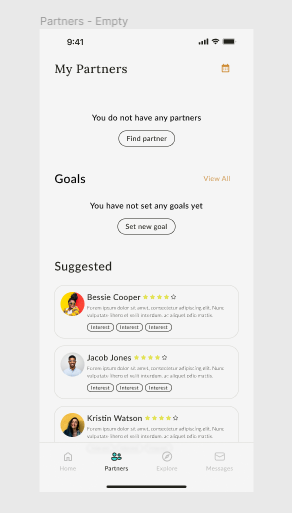 Partners - Empty
9:41
My Partners
You do not have any partners
Find partner
Goals
View All
You have not set any goals yet
Set new goal
Suggested
Bessie Cooper
Lorem ipsum dolor sit amet, consectetur adipiscing elit. Nunc
vulputate libero et velit interdum, ac aliquet odio mattis.
Interest Interest Interest
Jacob Jones
Lorem ipsum dolor sit amet, consectetur adipiscing elit. Nunc
vulputate libero et velit interdum, ac aliquet odio mattis.
Interest Interest Interest
Kristin Watson
Lorem ipsum dolor sit amet, consectetur adipiscing elit. Nunc
vulputate libero et velit interdum, ac aliquet odio mattis.
Home Partners Explore Messages